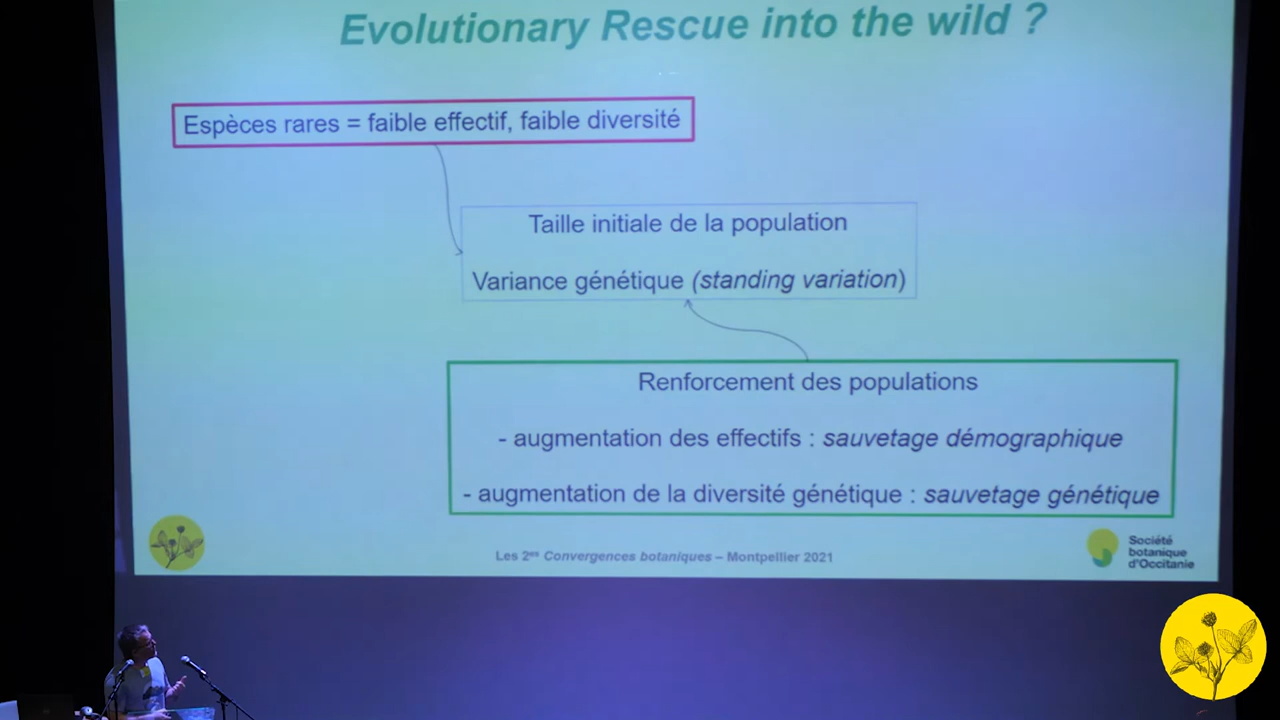 Evolutionary Rescue into the wild ?
Espèces rares = faible effectif, faible diversité
Taille initiale de la population
Variance génétique (standing variation)
Renforcement des populations
- augmentation des effectifs : sauvetage démographique
- augmentation de la diversité génétique : sauvetage génétique
Les 2es Convergences botaniques – Montpellier 2021
Société
botanique
d'Occitanie